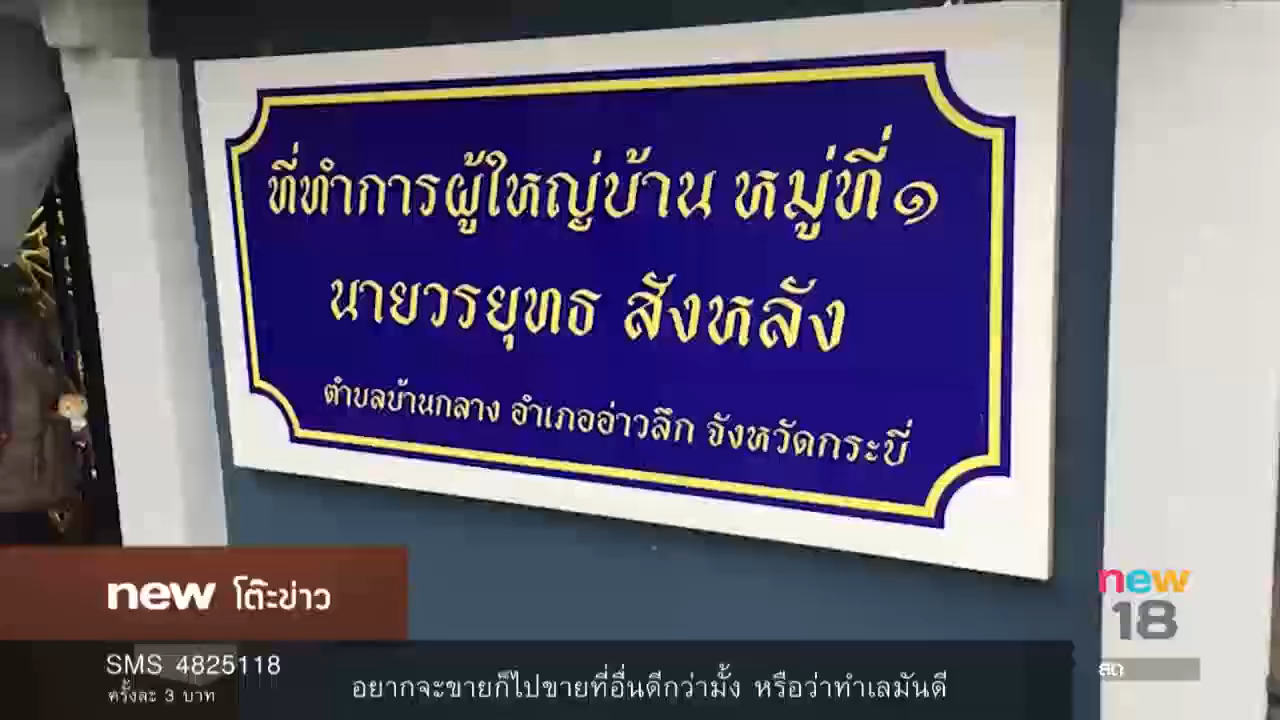 ที่ทำการผู้ใหญ่บ้าน หมู่ที่ ๑
นายวรยุทธ สังหลัง
ตำบลบ้านกลาง อำเภออ่าวลึก จังหวัดกระบี่
new โต๊ะข่าว
new
18
สด
SMS 4825118
ครั้งละ 3 บาท
อยากจะขายก็ไปขายที่อื่นดีกว่ามั้ง หรือว่าทำเลมันดี